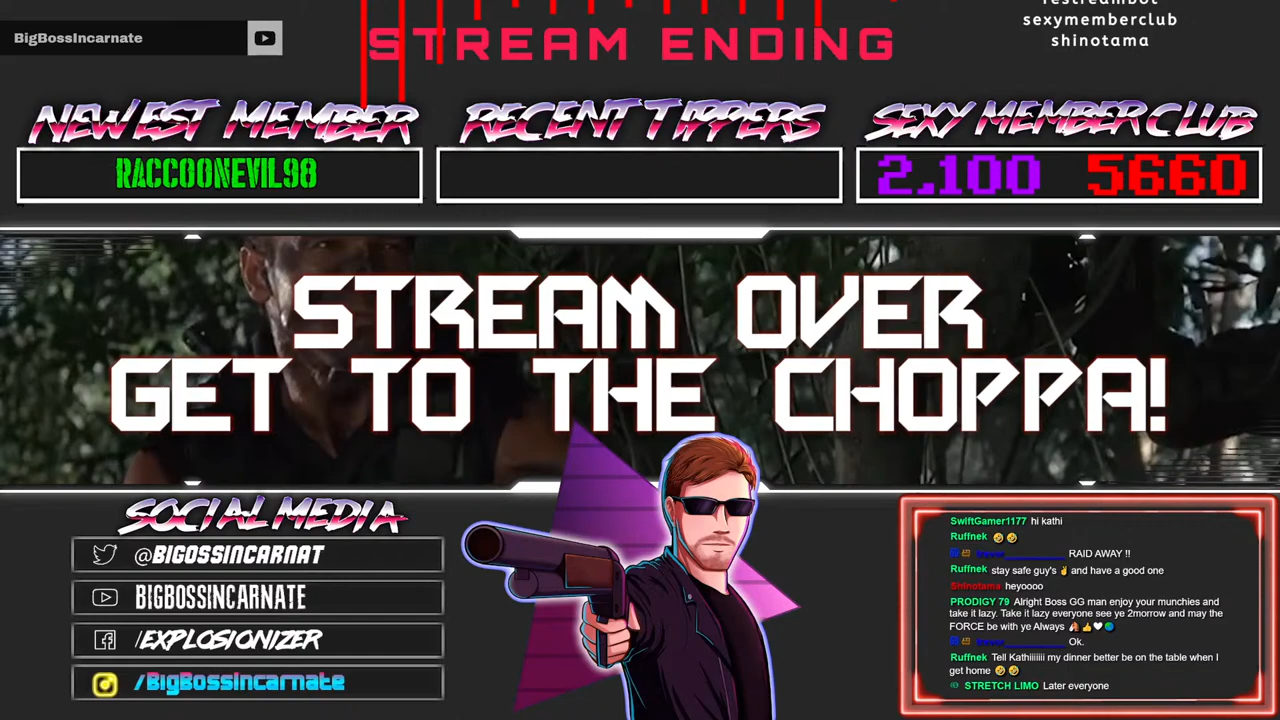 restreambot
sexymemberclub
shinotama
BigBossIncarnate
STREAM ENDING
NEWEST MEMBER
RECENT TIPPERS
SEXY MEMBER CLUB
RACCOONEVIL98
2,100 5660
STREAM OVER
GET TO THE CHOPPA!
SOCIAL MEDIA
@BIGOSSINCARNAT
BIGBOSSINCARNATE
/EXPLOSIONIZER
/BigBossIncarnate
SwiftGamer1177 hi kathi
Ruffnek
RAID AWAY !!
Ruffnek stay safe guy's and have a good one
Shinotama heyoooo
PRODIGY 79 Alright Boss GG man enjoy your munchies and
take it lazy. Take it lazy everyone see ye 2morrow and may the
FORCE be with ye Always
Ok.
Ruffnek Tell Kathiiiiiii my dinner better be on the table when I
get home
STRETCH LIMO Later everyone